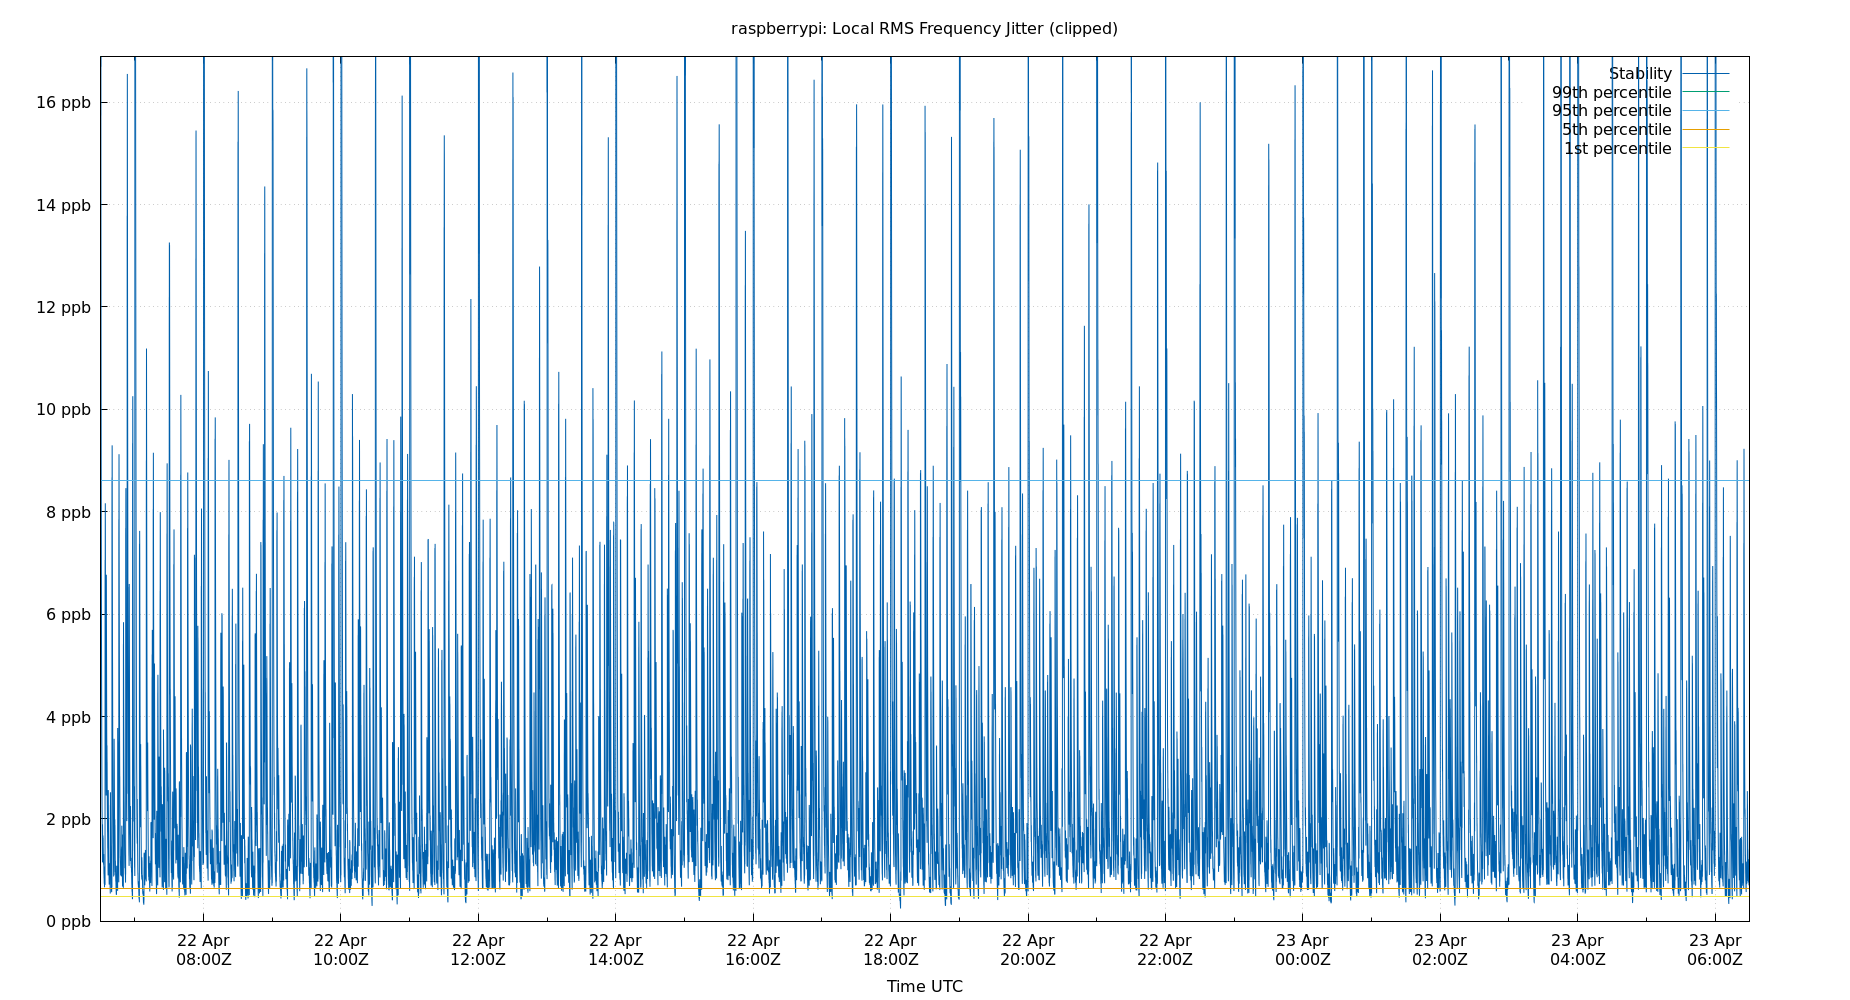 raspberrypi: Local RMS Frequency Jitter (clipped)
Stability
99th percentile
95th percentile
5th percentile
1st percentile
16 ppb
14 ppb
12 ppb
10 ppb
8 ppb
6 ppb
4 ppb
2 ppb
0 ppb
22 Apr 22 Apr 22 Apr 22 Apr 22 Apr 22 Apr 22 Apr 22 Apr 23 Apr 23 Apr 23 Apr 23 Apr
08:00Z 10:00Z 12:00Z 14:00Z 16:00Z 18:00Z 20:00Z 22:00Z 00:00Z 02:00Z 04:00Z 06:00Z
Time UTC